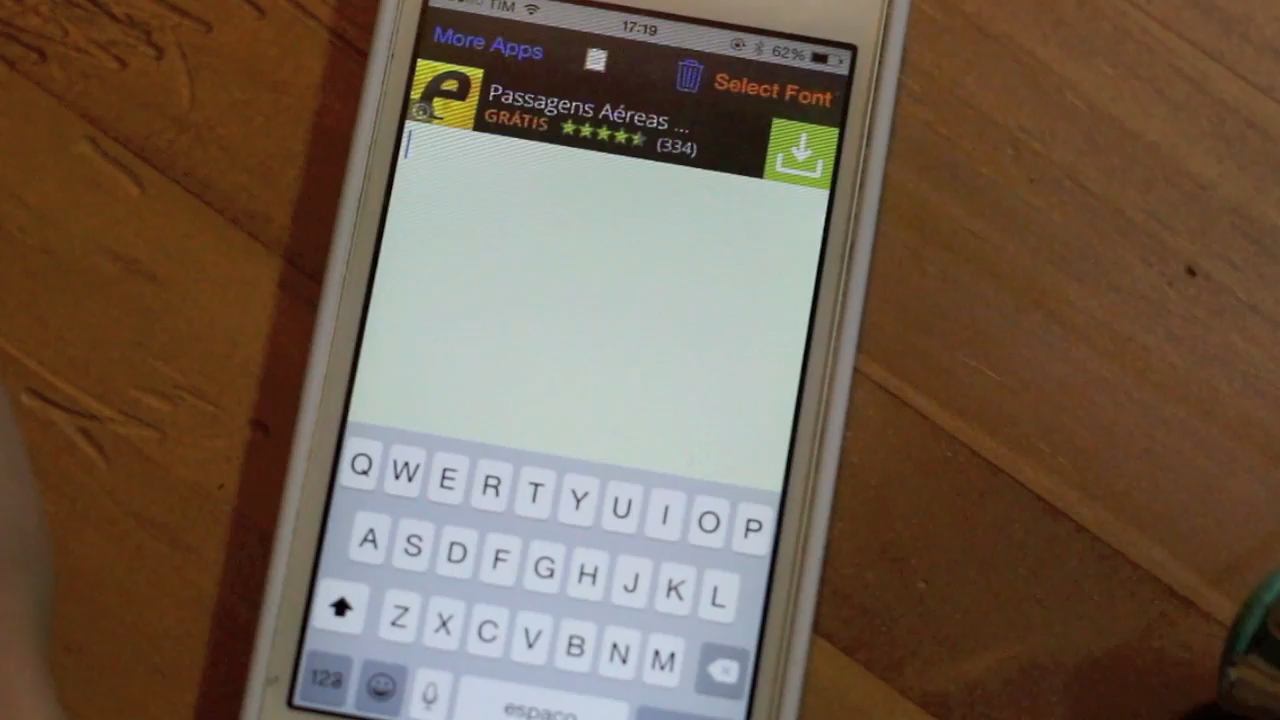 TIM 17:19 62%
More Apps Select Font
e Passagens Aéreas ...
GRÁTIS (334)
Q W E R T Y U I O P
A S D F G H J K L
Z X C V B N M
123 espaço